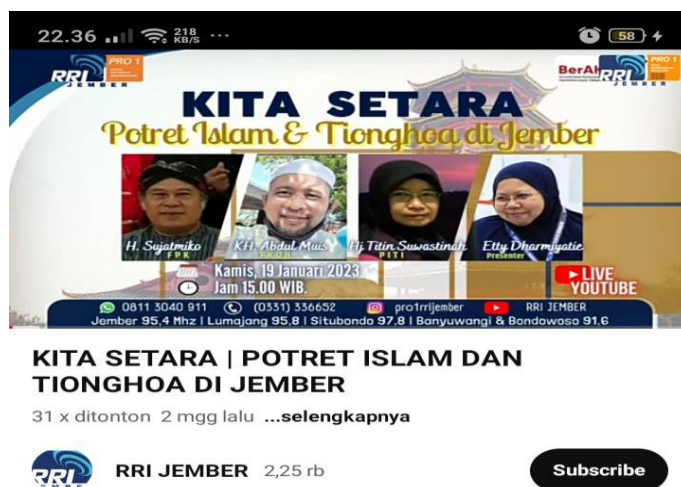 22.36 218 KB/s ... 58
RRI PRO 1
JEMBER
BerAK RRI
JEMBER
KITA SETARA
Potret Islam & Tionghoa di Jember
H. Sujatmiko KH. Abdul Muis Hj Titin Suwastinah Etty Dharmiyatie
FPK FKUB PITI Presenter
Kamis, 19 Januari 2023
Jam 15.00 WIB.
LIVE
YOUTUBE
0811 3040 911 (0331) 336652 pro1rrijember RRI JEMBER
Jember 95,4 Mhz | Lumajang 95,8 | Situbondo 97,8 | Banyuwangi & Bondowoso 91,6
KITA SETARA | POTRET ISLAM DAN
TIONGHOA DI JEMBER
31 x ditonton 2 mgg lalu ...selengkapnya
RRI RRI JEMBER 2,25 rb Subscribe